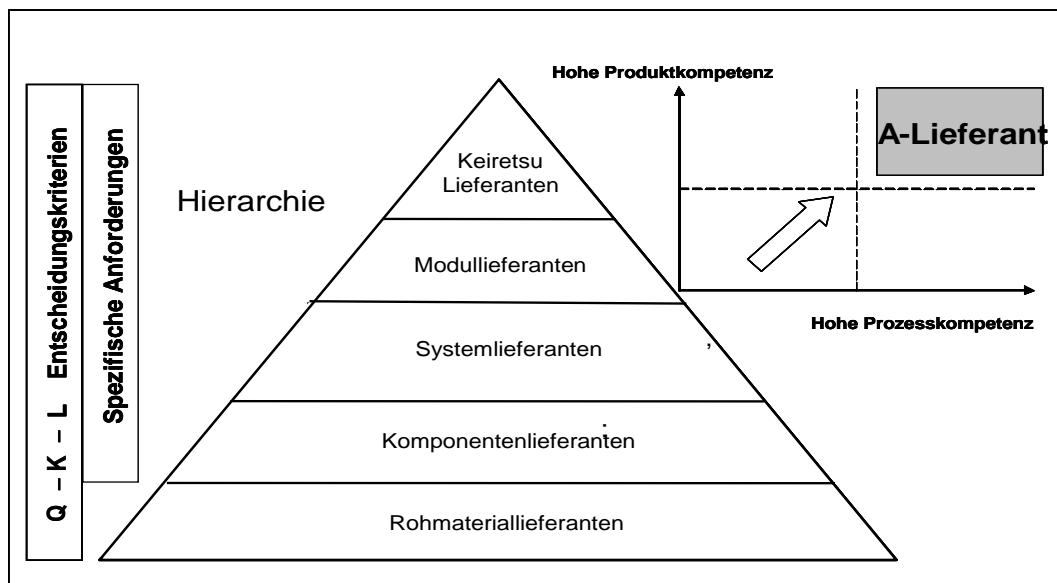 Q – K – L Entscheidungskriterien
Spezifische Anforderungen
Hierarchie
Keiretsu
Lieferanten
Modullieferanten
Systemlieferanten
Komponentenlieferanten
Rohmateriallieferanten
Hohe Produktkompetenz
A-Lieferant
Hohe Prozesskompetenz